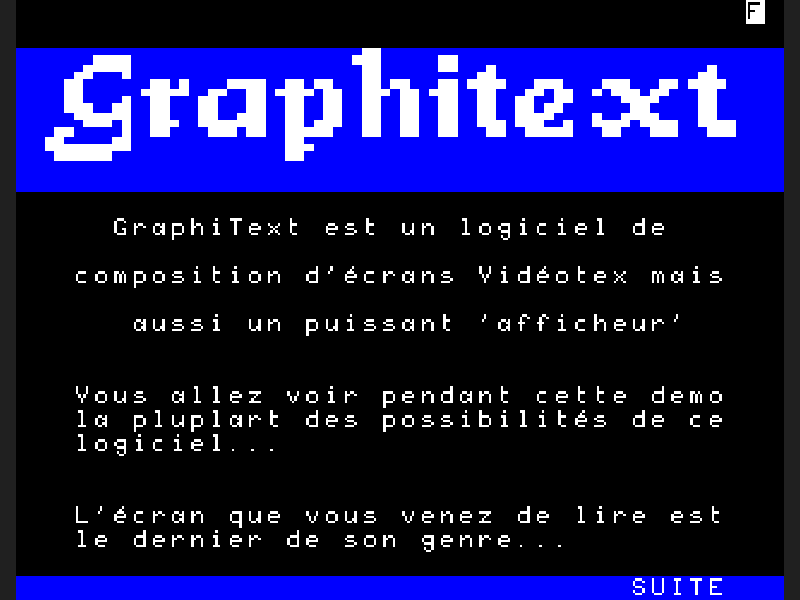 F
Graphitext
GraphiText est un logiciel de
composition d'écrans Vidéotex mais
aussi un puissant 'afficheur'
Vous allez voir pendant cette demo
la pluplart des possibilités de ce
logiciel...
L'écran que vous venez de lire est
le dernier de son genre...
SUITE